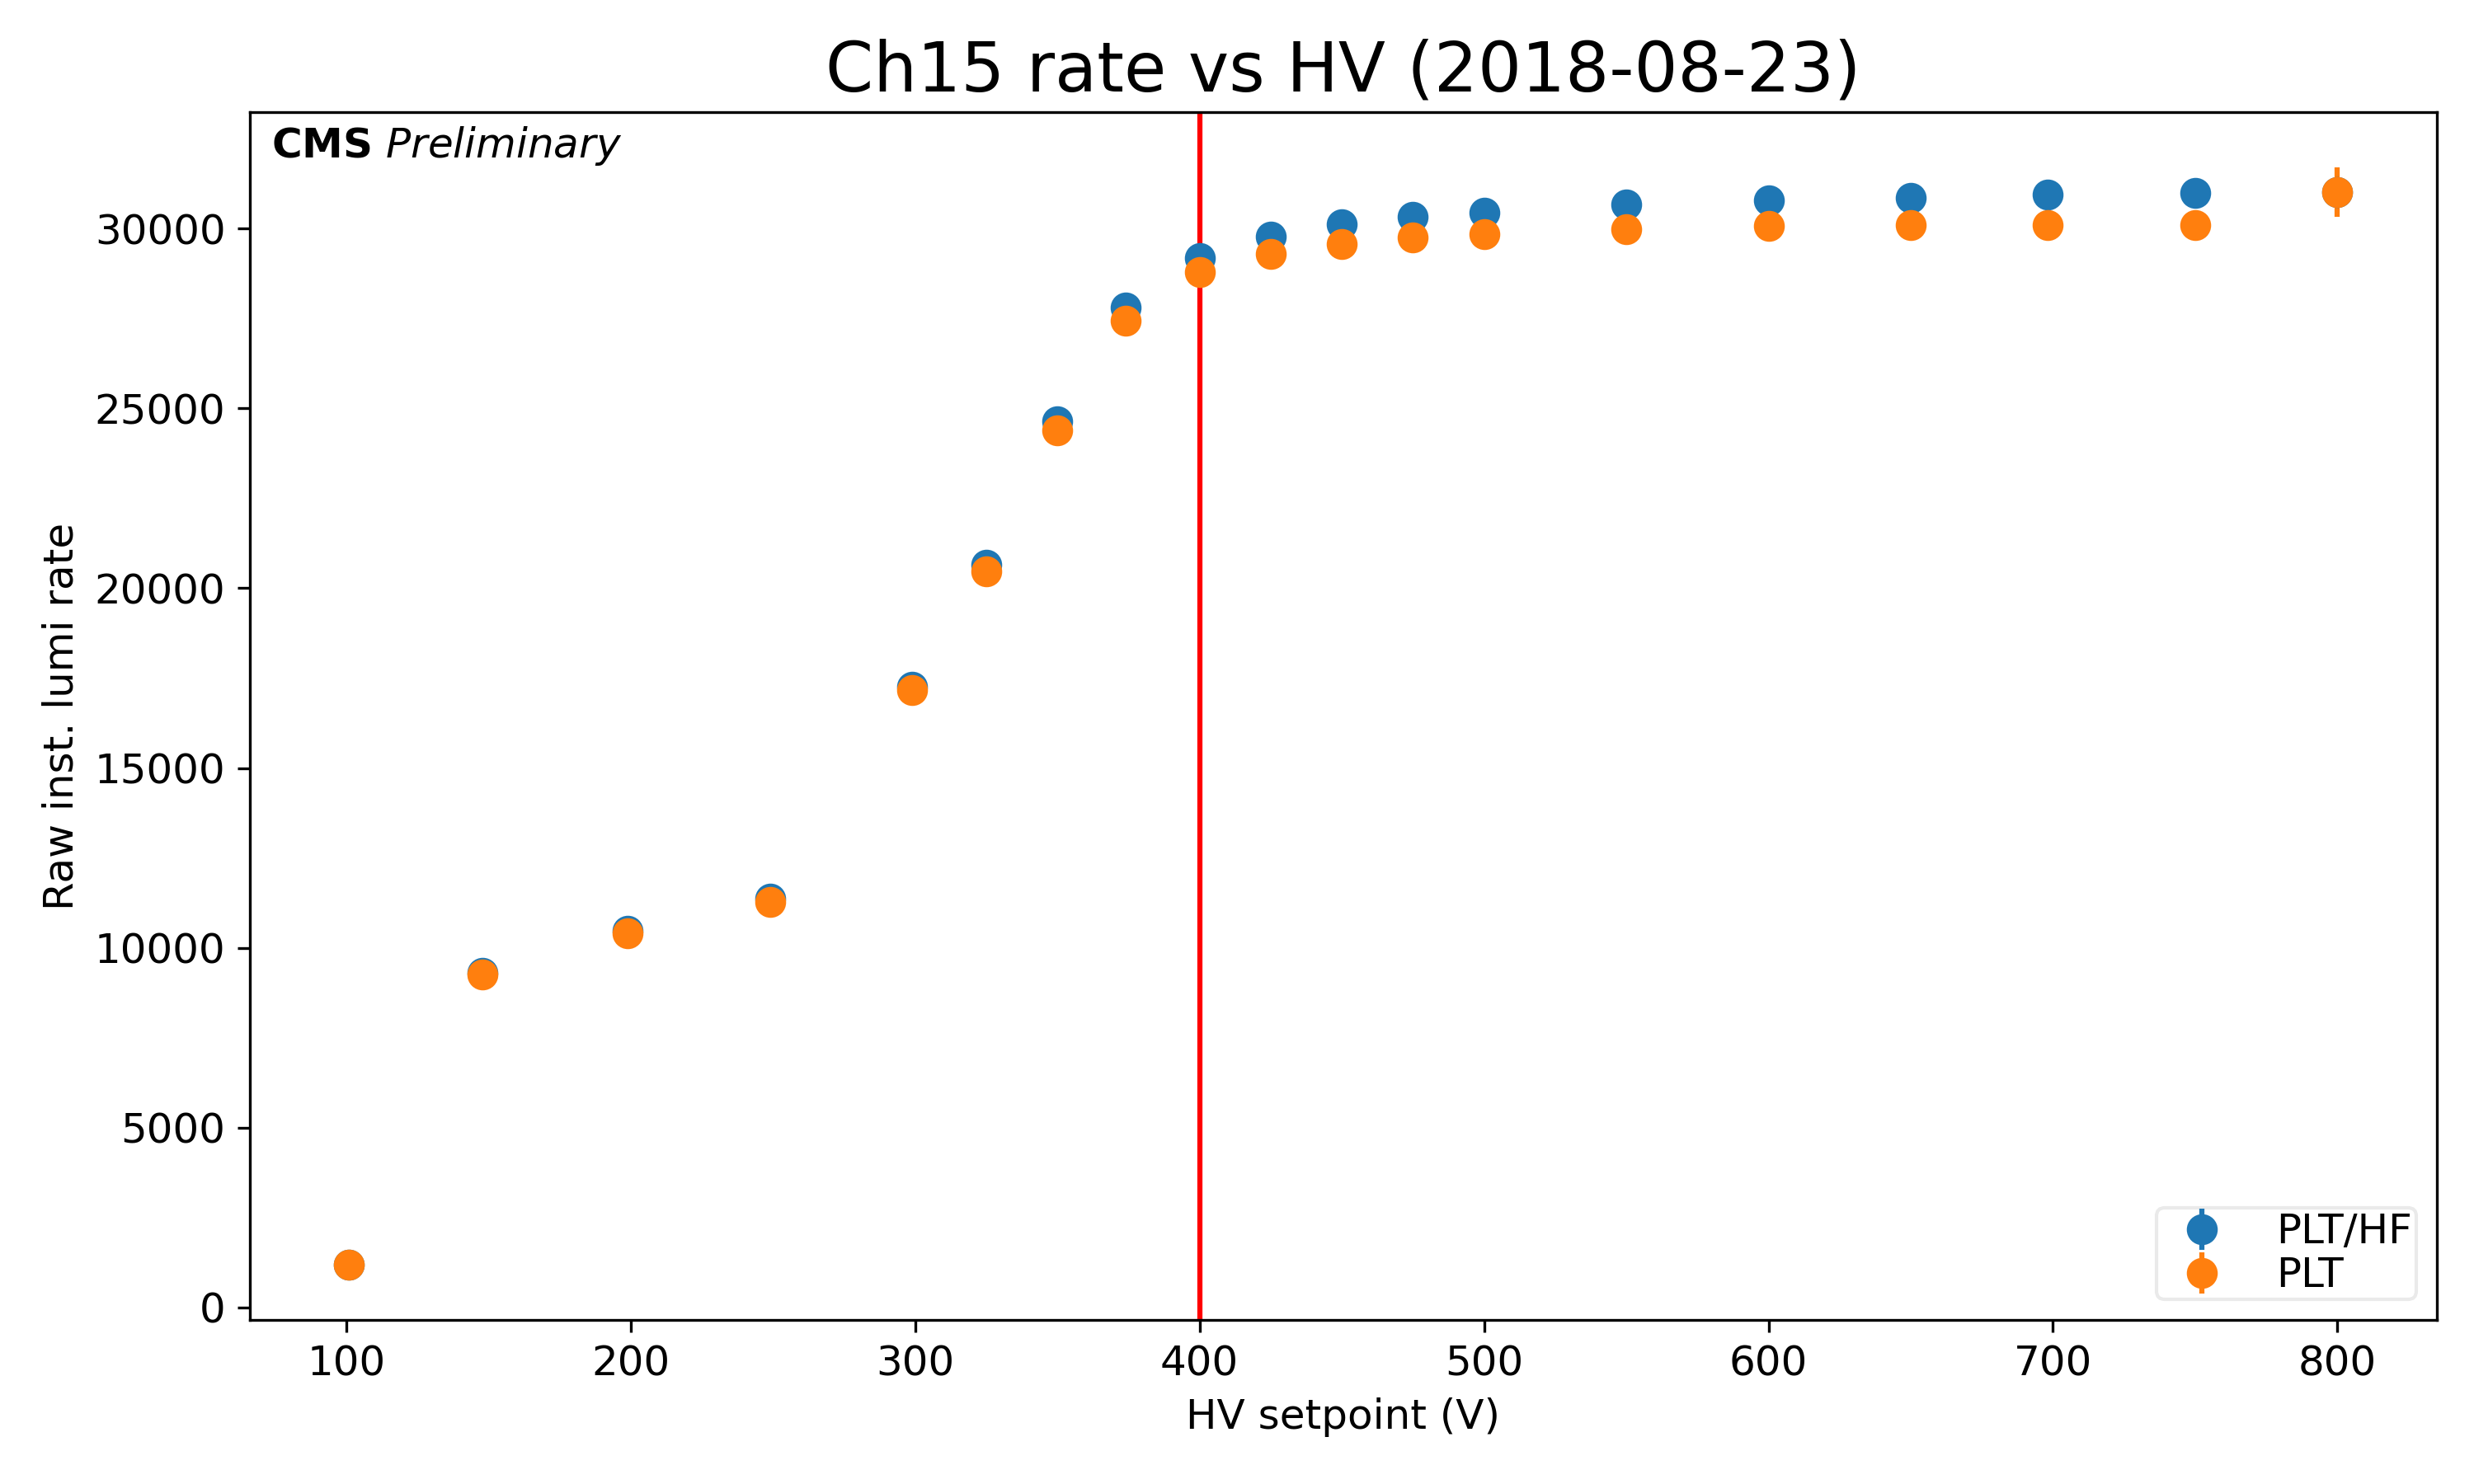 Ch15 rate vs HV (2018-08-23)
CMS Preliminary
Raw inst. lumi rate
30000
25000
20000
15000
10000
5000
0
PLT/HF
PLT
100 200 300 400 500 600 700 800
HV setpoint (V)